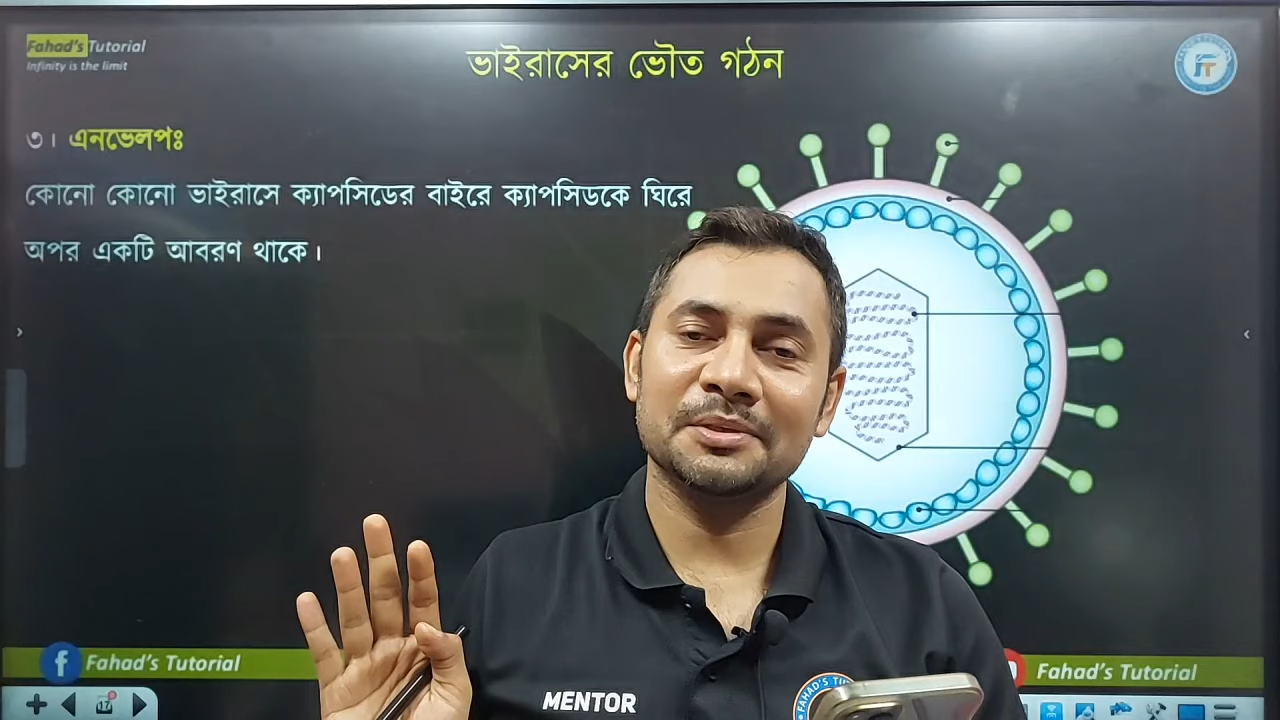 Fahad's Tutorial
Infinity is the limit
ভাইরাসের ভৌত গঠন
৩। এনভেলপঃ
কোনো কোনো ভাইরাসে ক্যাপসিডের বাইরে ক্যাপসিডকে ঘিরে
অপর একটি আবরণ থাকে।
MENTOR
Fahad's Tutorial
Fahad's Tutorial